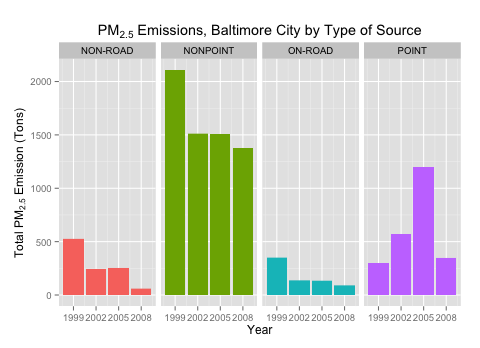 PM2.5 Emissions, Baltimore City by Type of Source
NON-ROAD NONPOINT ON-ROAD POINT
Total PM2.5 Emission (Tons)
2000
1500
1000
500
0
1999 2002 2005 2008 1999 2002 2005 2008 1999 2002 2005 2008 1999 2002 2005 2008
Year